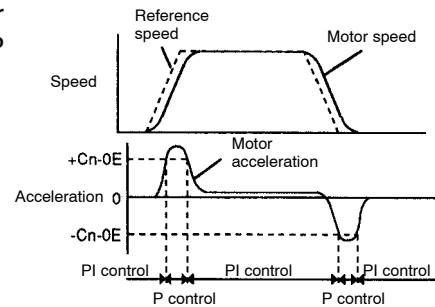 Reference
speed
Motor speed
Speed
Motor
acceleration
+Cn-0E
Acceleration 0
-Cn-0E
PI control
PI control
PI control
P control
P control